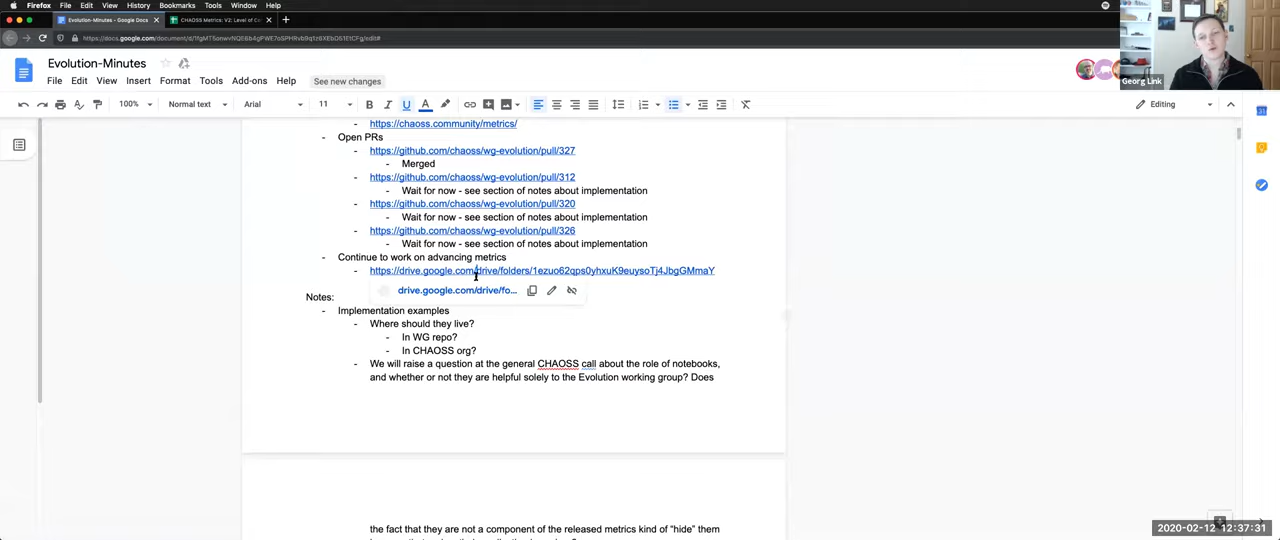 Firefox File Edit View History Bookmarks Tools Window Help
Evolution-Minutes - Google Docs
CHAOSS Metrics: V2: Level of Co
Evolution-Minutes
File Edit View Insert Format Tools Add-ons Help See new changes
Georg Link
100% Normal text Arial 11 Editing
https://chaoss.community/metrics/
- Open PRs
- https://github.com/chaoss/wg-evolution/pull/327
- Merged
- https://github.com/chaoss/wg-evolution/pull/312
- Wait for now - see section of notes about implementation
- https://github.com/chaoss/wg-evolution/pull/320
- Wait for now - see section of notes about implementation
- https://github.com/chaoss/wg-evolution/pull/326
- Wait for now - see section of notes about implementation
- Continue to work on advancing metrics
- https://drive.google.com/drive/folders/1ezuo62qps0yhxuK9euysoTj4JbgGMmaY
drive.google.com/drive/fo...
Notes:
- Implementation examples
- Where should they live?
- In WG repo?
- In CHAOSS org?
- We will raise a question at the general CHAOSS call about the role of notebooks,
and whether or not they are helpful solely to the Evolution working group? Does
the fact that they are not a component of the released metrics kind of “hide” them
2020-02-12 12:37:31